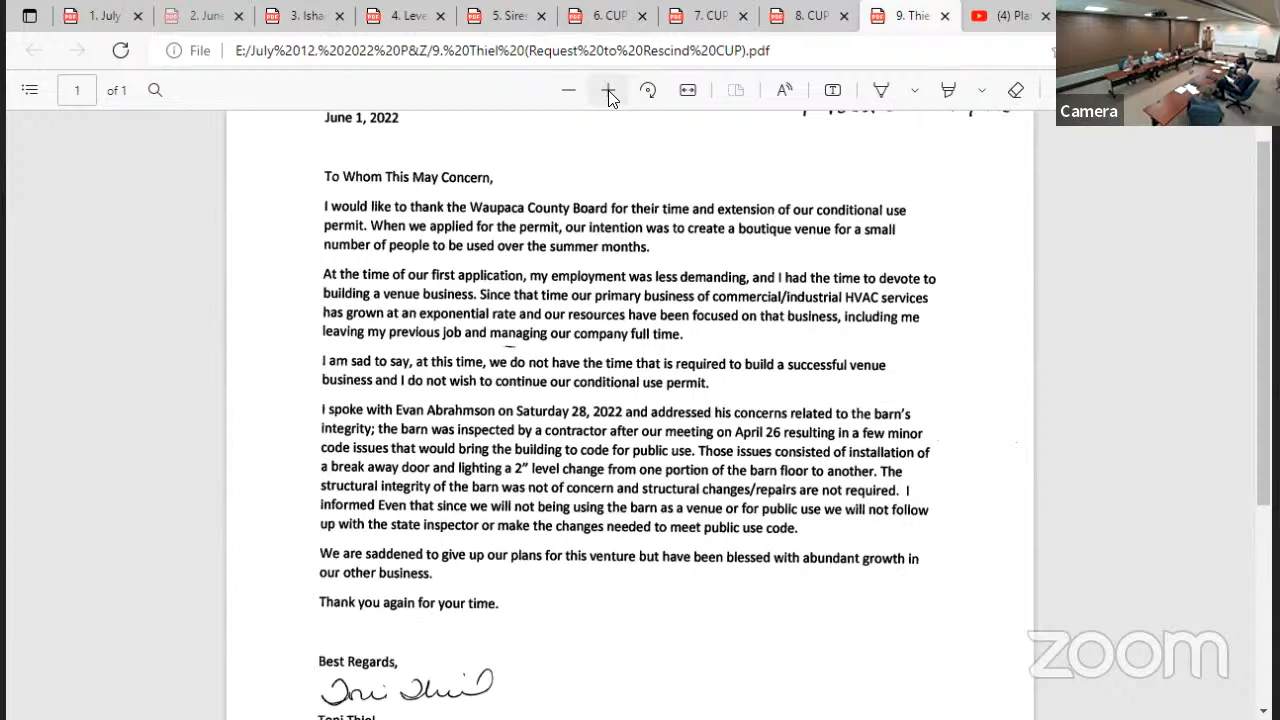 1. July
2. June
3. Isha
4. Leve
5. Sires
6. CUP
7. CUP
8. CUP
9. Thie
(4) Pla
File
E:/July%2012.%202022%20P&Z/9.%20Thiel%20(Request%20to%20Rescind%20CUP).pdf
1 of 1
Camera
June 1, 2022
To Whom This May Concern,
I would like to thank the Waupaca County Board for their time and extension of our conditional use
permit. When we applied for the permit, our intention was to create a boutique venue for a small
number of people to be used over the summer months.
At the time of our first application, my employment was less demanding, and I had the time to devote to
building a venue business. Since that time our primary business of commercial/industrial HVAC services
has grown at an exponential rate and our resources have been focused on that business, including me
leaving my previous job and managing our company full time.
I am sad to say, at this time, we do not have the time that is required to build a successful venue
business and I do not wish to continue our conditional use permit.
I spoke with Evan Abrahmson on Saturday 28, 2022 and addressed his concerns related to the barn's
integrity; the barn was inspected by a contractor after our meeting on April 26 resulting in a few minor
code issues that would bring the building to code for public use. Those issues consisted of installation of
a break away door and lighting a 2" level change from one portion of the barn floor to another. The
structural integrity of the barn was not of concern and structural changes/repairs are not required. I
informed Even that since we will not being using the barn as a venue or for public use we will not follow
up with the state inspector or make the changes needed to meet public use code.
We are saddened to give up our plans for this venture but have been blessed with abundant growth in
our other business.
Thank you again for your time.
Best Regards,
Toni Thiel
Toni Thiel
zoom